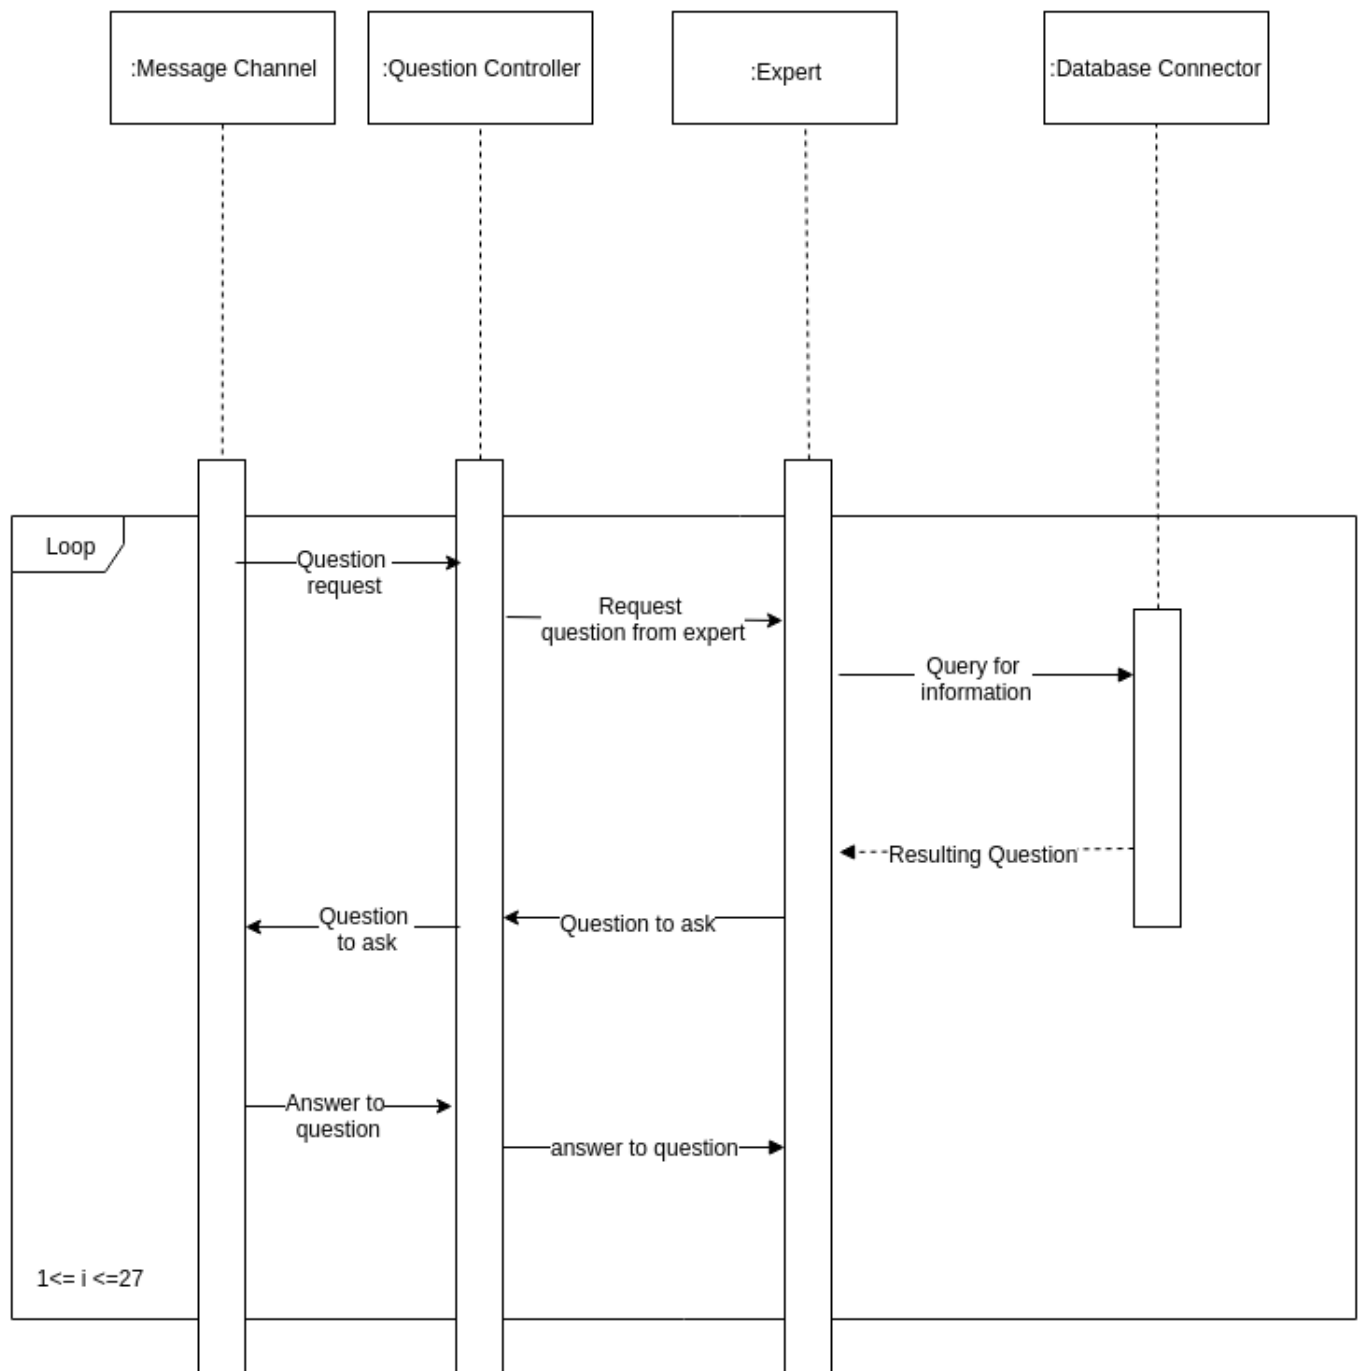 :Message Channel
:Question Controller
:Expert
:Database Connector
Loop
Question
request
Request
question from expert
Query for
information
Resulting Question
Question
to ask
Question to ask
Answer to
question
answer to question
1<= i <=27